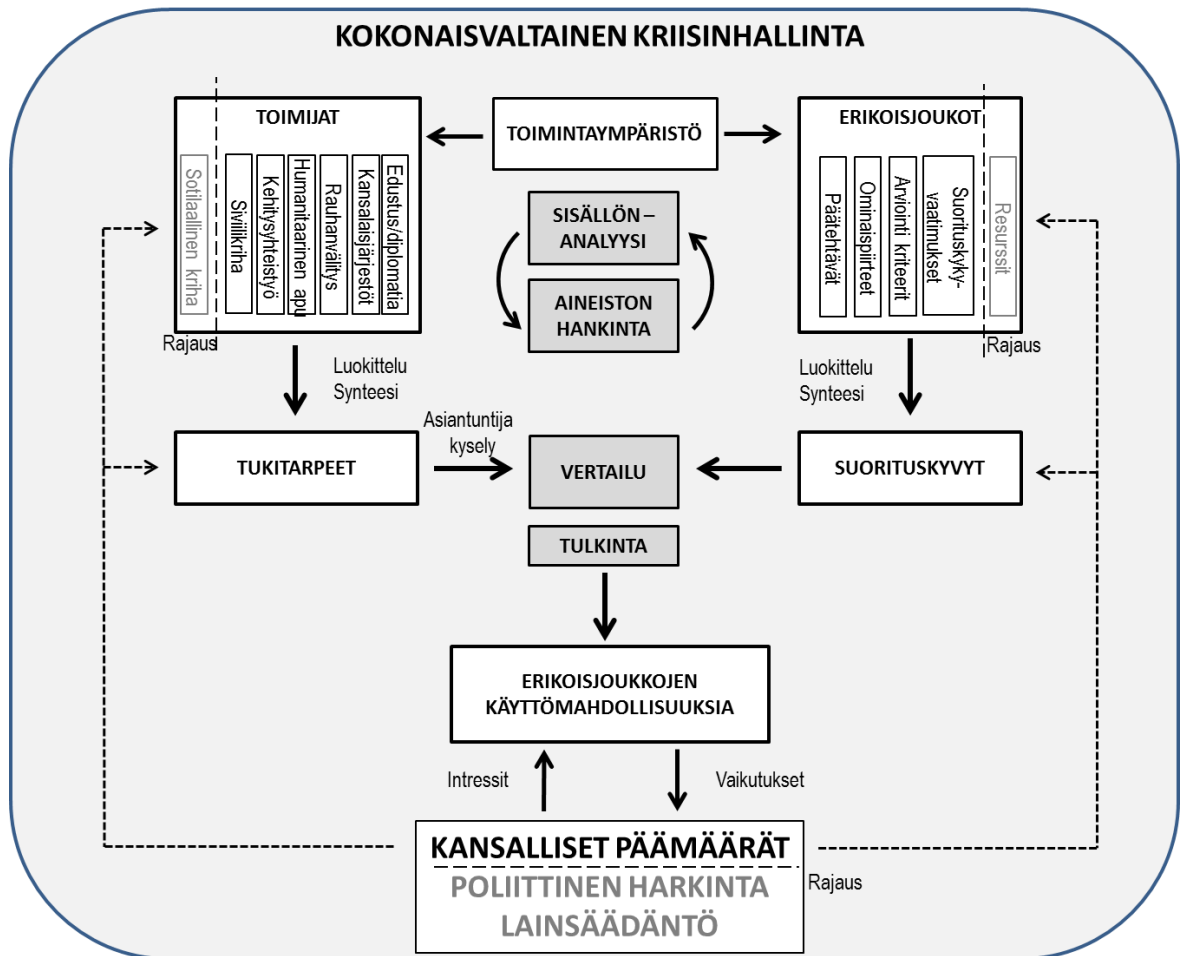 KOKONAISVALTAINEN KRIISINHALLINTA
TOIMIJAT
Sotilaallinen kriha
Siviilikriha
Kehitysyhteistyö
Humanitaarinen apu
Rauhanvälitys
Kansalaisjärjestöt
Edustus/diplomatia
Rajaus
TOIMINTAYMPÄRISTÖ
SISÄLLÖN –
ANALYYSI
AINEISTON
HANKINTA
ERIKOISJOUKOT
Päätehtävät
Ominaispiirteet
Arviointi kriteerit
Suorituskyky-
vaatimukset
Resurssit
Rajaus
Luokittelu
Synteesi
Luokittelu
Synteesi
TUKITARPEET
Asiantuntija
kysely
VERTAILU
SUORITUSKYVYT
TULKINTA
ERIKOISJOUKKOJEN
KÄYTTÖMAHDOLLISUUKSIA
Intressit
Vaikutukset
KANSALLISET PÄÄMÄÄRÄT
POLIITTINEN HARKINTA
LAINSÄÄDÄNTÖ
Rajaus